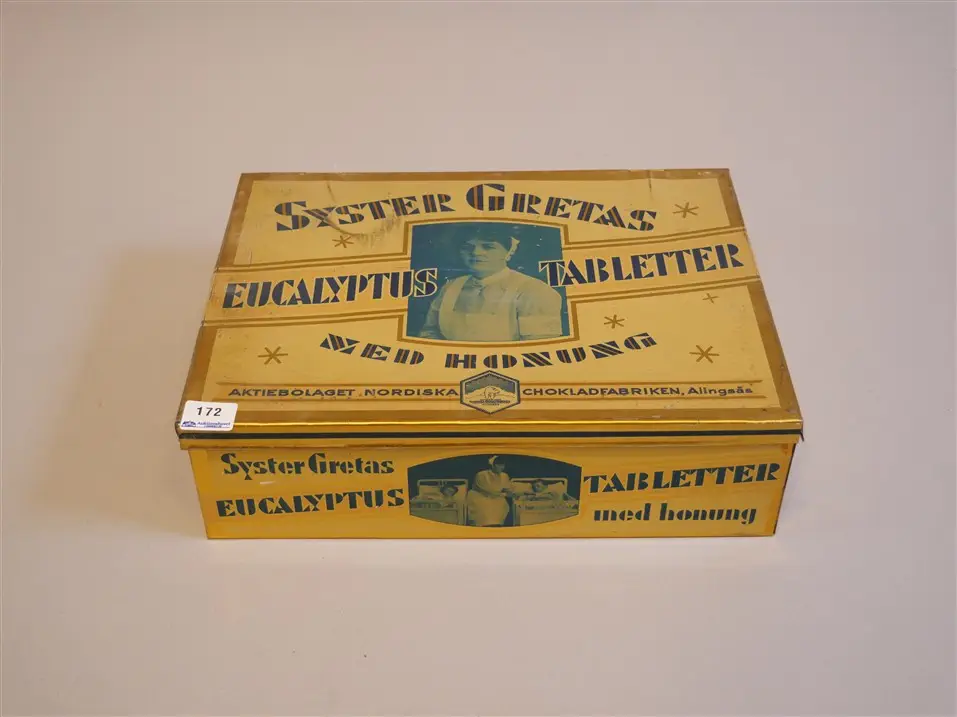 SYSTER GRETAS
EUCALYPTUS TABLETTER
MED HONUNG
AKTIEBOLAGET NORDISKA CHOKLADFABRIKEN, Alingsås
172
Syster Gretas
EUCALYPTUS TABLETTER
med honung